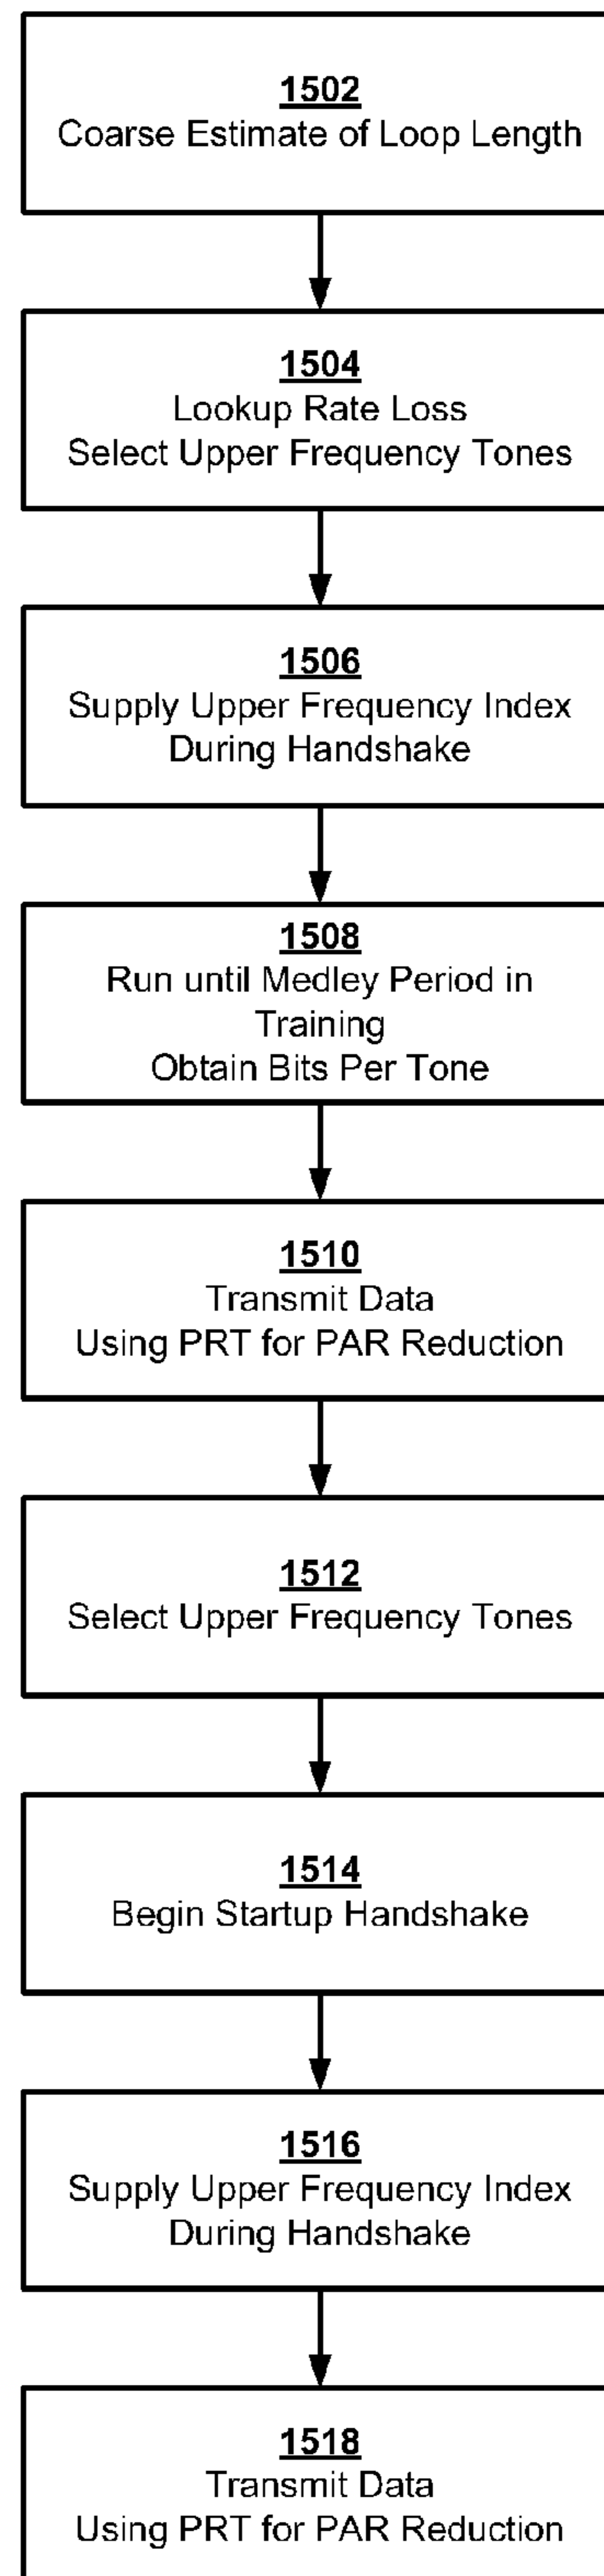 1502
Coarse Estimate of Loop Length
1504
Lookup Rate Loss
Select Upper Frequency Tones
1506
Supply Upper Frequency Index
During Handshake
1508
Run until Medley Period in
Training
Obtain Bits Per Tone
1510
Transmit Data
Using PRT for PAR Reduction
1512
Select Upper Frequency Tones
1514
Begin Startup Handshake
1516
Supply Upper Frequency Index
During Handshake
1518
Transmit Data
Using PRT for PAR Reduction